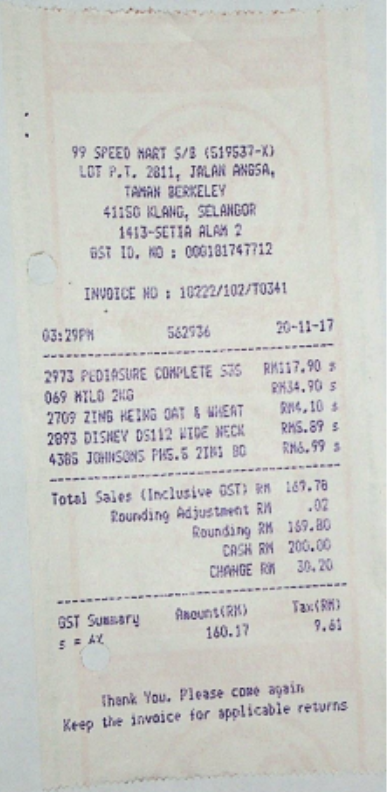 99 SPEED MART S/B (519537-X)
LOT P.T. 2811, JALAN ANGSA,
TAMAN BERKELEY
41150 KLANG, SELANGOR
1413-SETIA ALAM 2
GST ID. NO : 000181747712
INVOICE NO : 18222/102/T0341
03:29PM 562936 20-11-17
2973 PEDIASURE COMPLETE S3S RM117.90 s
069 MILO 2KG RM34.90 s
2709 ZING HEING OAT & WHEAT RM4.10 s
2893 DISNEY DS112 WIDE NECK RM5.89 s
4385 JOHNSONS PH5.5 2IN1 BO RM6.99 s
Total Sales (Inclusive GST) RM 169.78
Rounding Adjustment RM .02
Rounding RM 169.80
CASH RM 200.00
CHANGE RM 30.20
GST Summary Amount(RM) Tax(RM)
s = 6% 160.17 9.61
Thank You. Please come again
Keep the invoice for applicable returns